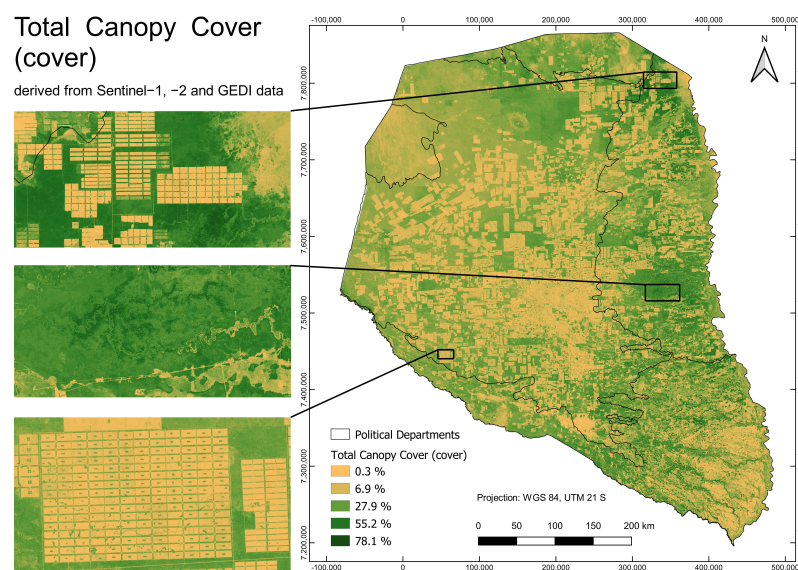 Total Canopy Cover
(cover)
derived from Sentinel−1, −2 and GEDI data
-100,000 0 100,000 200,000 300,000 400,000 500,000
N
7,800,000
7,700,000
7,600,000
7,500,000
7,400,000
7,300,000
7,200,000
Political Departments
Total Canopy Cover (cover)
0.3 %
6.9 %
27.9 %
55.2 %
78.1 %
Projection: WGS 84, UTM 21 S
0 50 100 150 200 km
-100,000 0 100,000 200,000 300,000 400,000 500,000